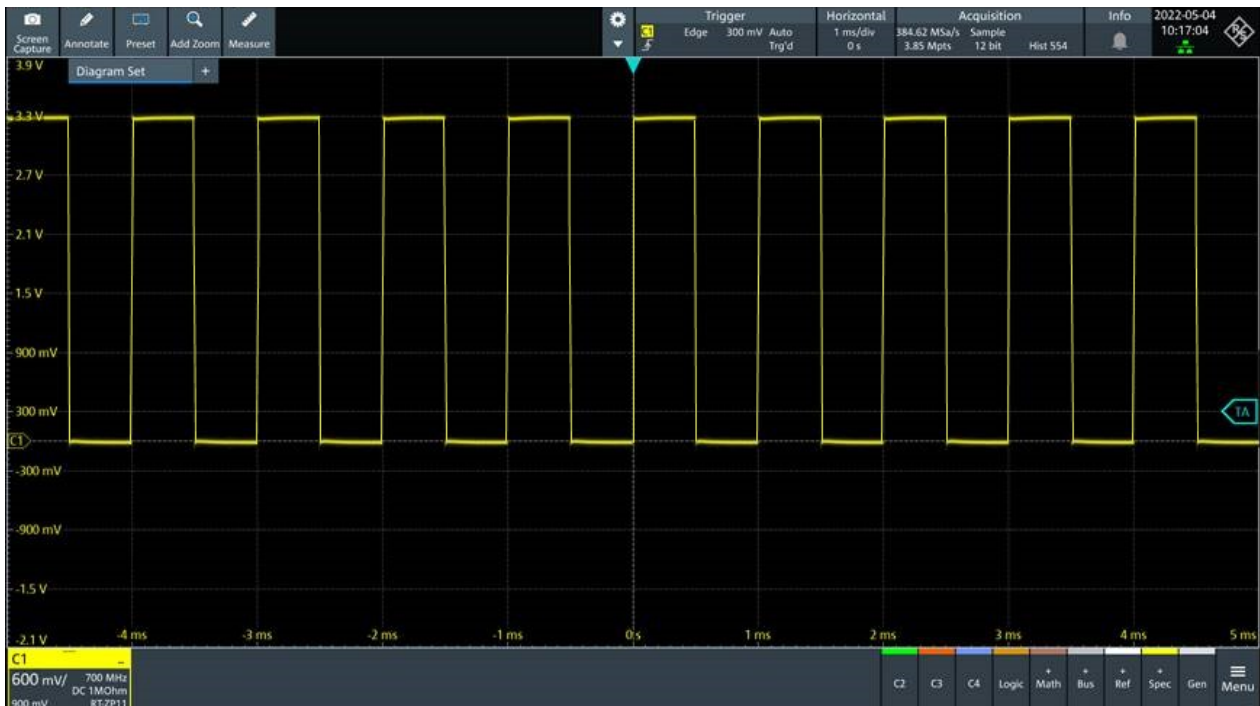 Screen
Capture
Annotate
Preset
Add Zoom
Measure
Trigger
C1
Edge
300 mV
Auto
Trg'd
Horizontal
1 ms/div
0 s
Acquisition
384.62 MSa/s
Sample
3.85 Mpts
12 bit
Hist 554
Info
2022-05-04
10:17:04
R&S
Diagram Set +
3.9 V
3.3 V
2.7 V
2.1 V
1.5 V
900 mV
300 mV
TA
C1
-300 mV
-900 mV
-1.5 V
-2.1 V
-4 ms
-3 ms
-2 ms
-1 ms
0 s
1 ms
2 ms
3 ms
4 ms
5 ms
C1
600 mV/
700 MHz
DC 1MOhm
900 mV
RT-ZP11
C2
C3
C4
Logic
+
Math
+
Bus
+
Ref
+
Spec
Gen
Menu